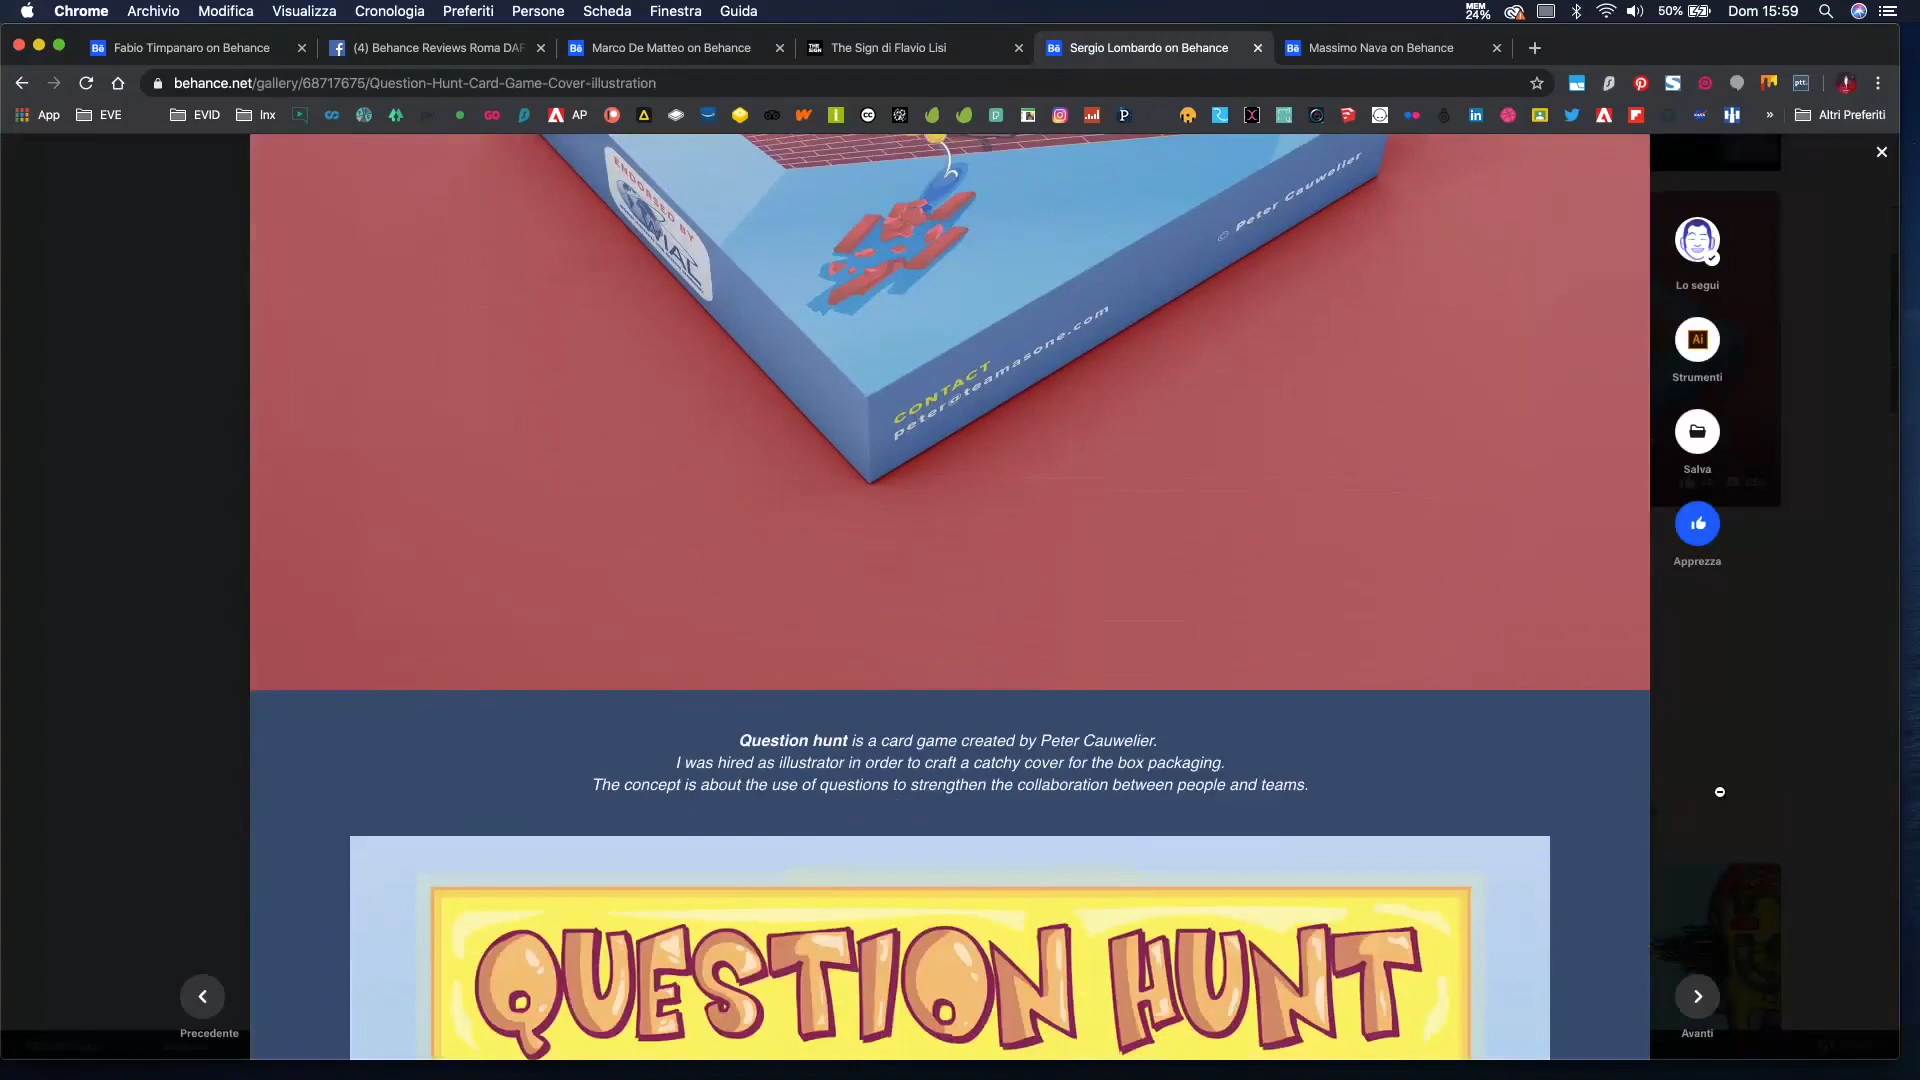 Chrome Archivio Modifica Visualizza Cronologia Preferiti Persone Scheda Finestra Guida
MEM 24% 50% Dom 15:59
Fabio Timpanaro on Behance
(4) Behance Reviews Roma DAF
Marco De Matteo on Behance
The Sign di Flavio Lisi
Sergio Lombardo on Behance
Massimo Nava on Behance
behance.net/gallery/68717675/Question-Hunt-Card-Game-Cover-illustration
App EVE EVID Inx AP Altri Preferiti
ENDORSED BY
© Peter Cauwelier
CONTACT
peter@teamasone.com
Lo segui
Strumenti
Salva
Apprezza
Question hunt is a card game created by Peter Cauwelier.
I was hired as illustrator in order to craft a catchy cover for the box packaging.
The concept is about the use of questions to strengthen the collaboration between people and teams.
QUESTION HUNT
Precedente
Avanti